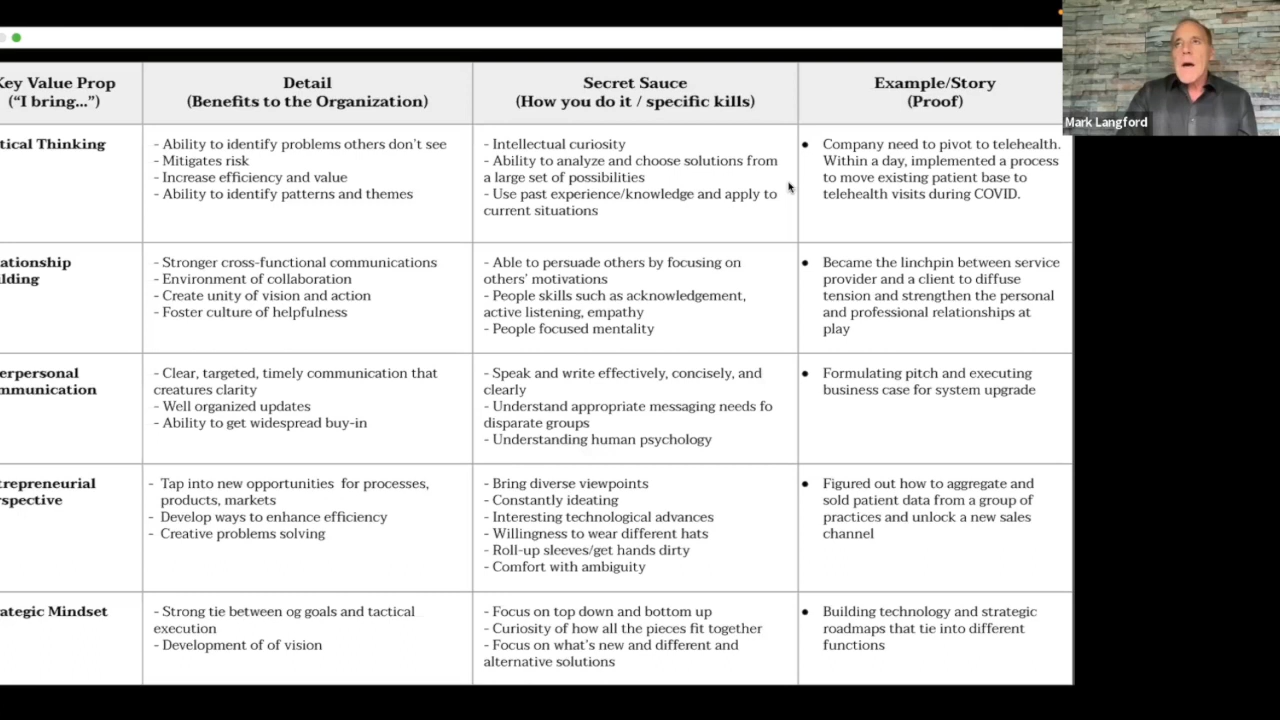 Key Value Prop
("I bring...")
Detail
(Benefits to the Organization)
Secret Sauce
(How you do it / specific kills)
Example/Story
(Proof)
Mark Langford
tical Thinking
- Ability to identify problems others don't see
- Mitigates risk
- Increase efficiency and value
- Ability to identify patterns and themes
- Intellectual curiosity
- Ability to analyze and choose solutions from
a large set of possibilities
- Use past experience/knowledge and apply to
current situations
● Company need to pivot to telehealth.
Within a day, implemented a process
to move existing patient base to
telehealth visits during COVID.
ationship
ilding
- Stronger cross-functional communications
- Environment of collaboration
- Create unity of vision and action
- Foster culture of helpfulness
- Able to persuade others by focusing on
others' motivations
- People skills such as acknowledgement,
active listening, empathy
- People focused mentality
● Became the linchpin between service
provider and a client to diffuse
tension and strengthen the personal
and professional relationships at
play
erpersonal
mmunication
- Clear, targeted, timely communication that
creatures clarity
- Well organized updates
- Ability to get widespread buy-in
- Speak and write effectively, concisely, and
clearly
- Understand appropriate messaging needs fo
disparate groups
- Understanding human psychology
● Formulating pitch and executing
business case for system upgrade
trepreneurial
rspective
- Tap into new opportunities for processes,
products, markets
- Develop ways to enhance efficiency
- Creative problems solving
- Bring diverse viewpoints
- Constantly ideating
- Interesting technological advances
- Willingness to wear different hats
- Roll-up sleeves/get hands dirty
- Comfort with ambiguity
● Figured out how to aggregate and
sold patient data from a group of
practices and unlock a new sales
channel
ategic Mindset
- Strong tie between og goals and tactical
execution
- Development of of vision
- Focus on top down and bottom up
- Curiosity of how all the pieces fit together
- Focus on what's new and different and
alternative solutions
● Building technology and strategic
roadmaps that tie into different
functions